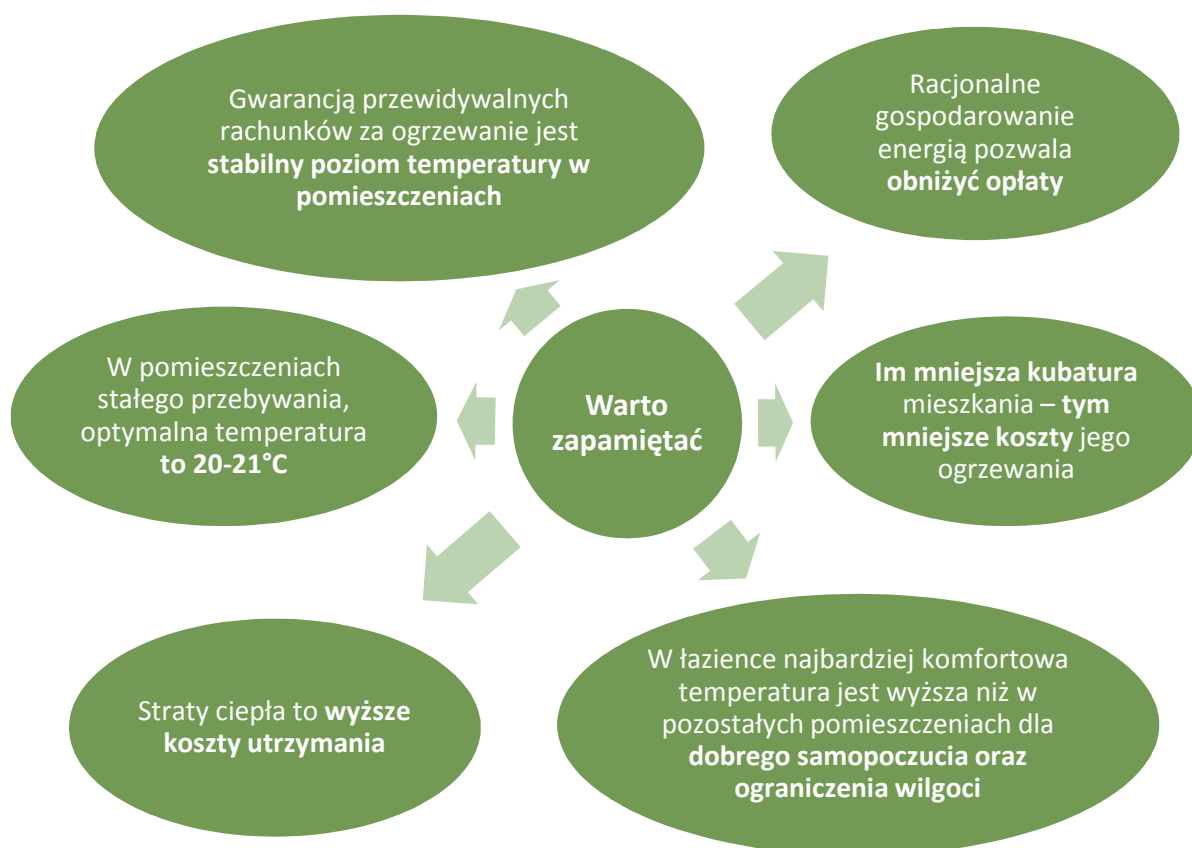 Gwarancją przewidywalnych
rachunków za ogrzewanie jest
stabilny poziom temperatury w
pomieszczeniach
Racjonalne
gospodarowanie
energią pozwala
obniżyć opłaty
W pomieszczeniach
stałego przebywania,
optymalna temperatura
to 20-21°C
Warto
zapamiętać
Im mniejsza kubatura
mieszkania – tym
mniejsze koszty jego
ogrzewania
Straty ciepła to wyższe
koszty utrzymania
W łazience najbardziej komfortowa
temperatura jest wyższa niż w
pozostałych pomieszczeniach dla
dobrego samopoczucia oraz
ograniczenia wilgoci